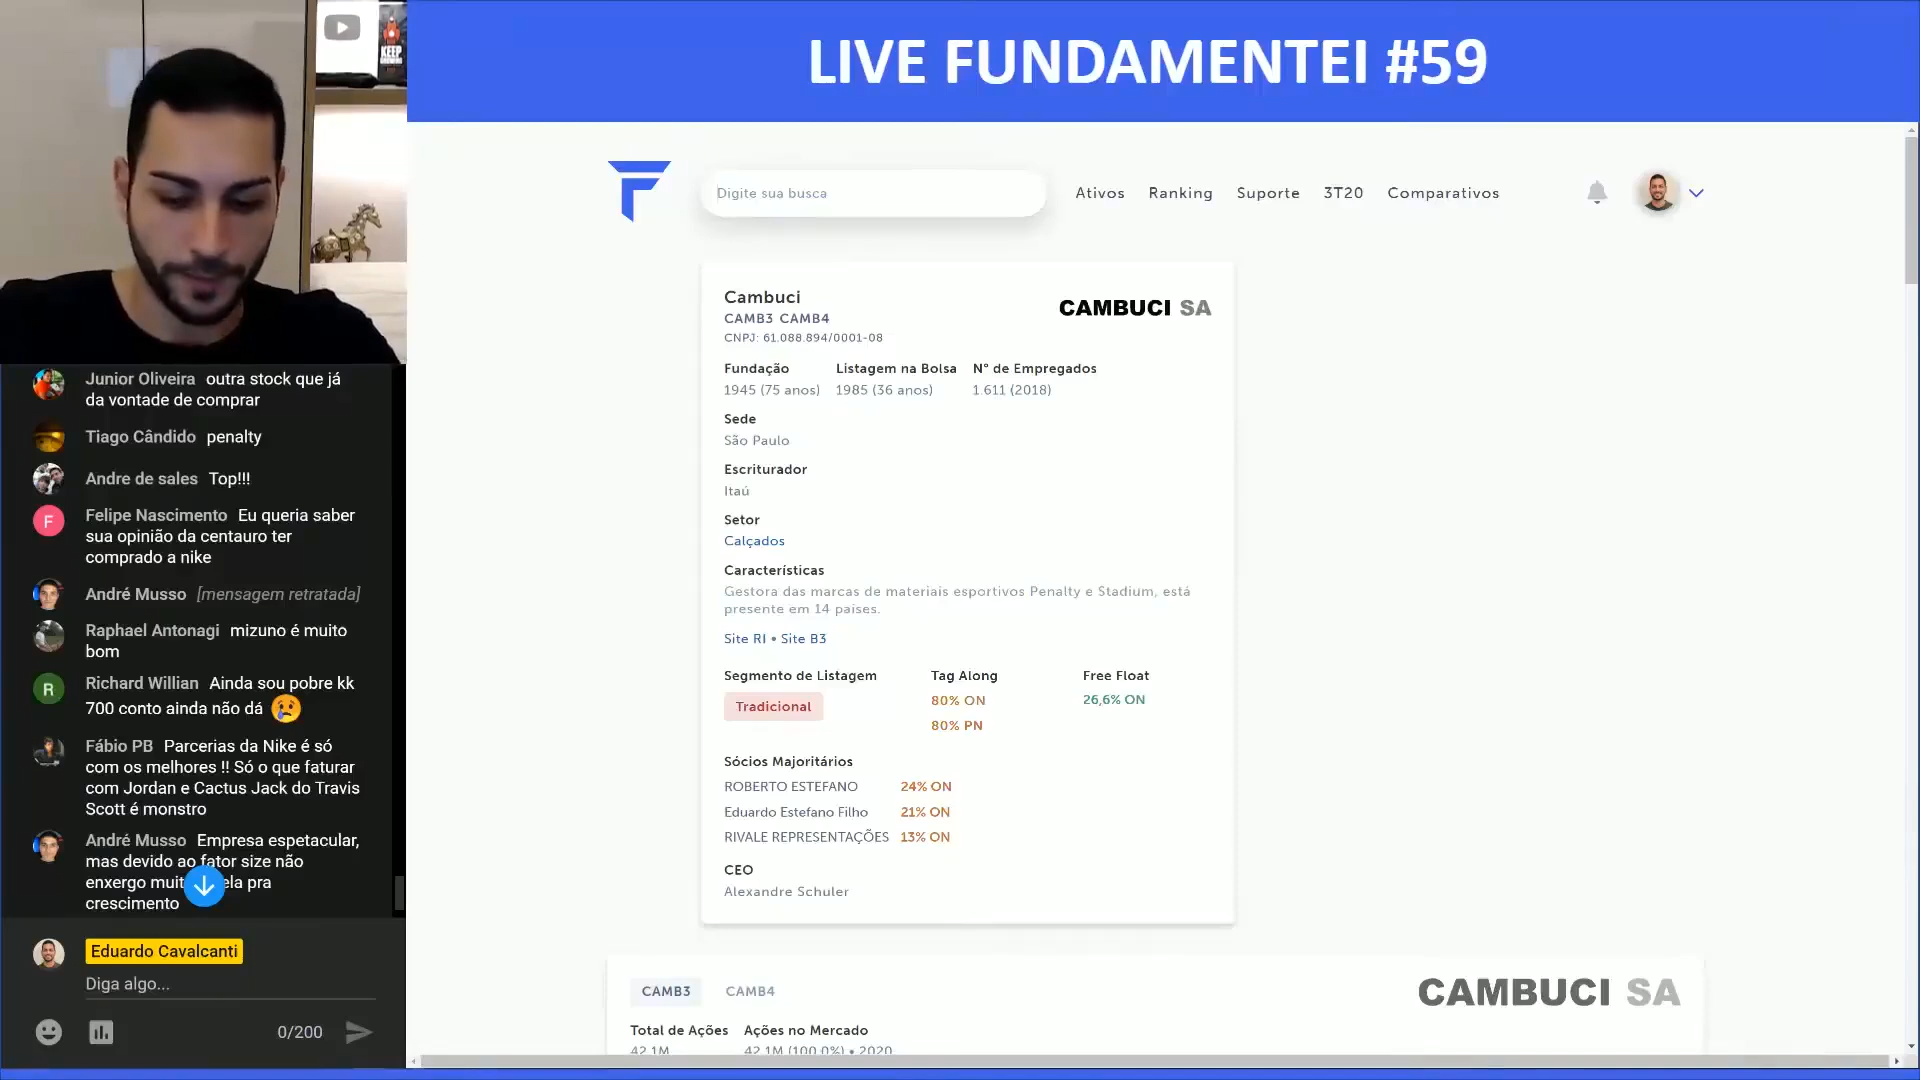 KEEP
GROWING
LIVE FUNDAMENTEI #59
Digite sua busca
Ativos
Ranking
Suporte
3T20
Comparativos
Cambuci
CAMB3 CAMB4
CNPJ: 61.088.894/0001-08
CAMBUCI SA
Fundação
Listagem na Bolsa
N° de Empregados
1945 (75 anos)
1985 (36 anos)
1.611 (2018)
Sede
São Paulo
Escriturador
Itaú
Setor
Calçados
Características
Gestora das marcas de materiais esportivos Penalty e Stadium, está
presente em 14 países.
Site RI • Site B3
Segmento de Listagem
Tag Along
Free Float
Tradicional
80% ON
26,6% ON
80% PN
Sócios Majoritários
ROBERTO ESTEFANO 24% ON
Eduardo Estefano Filho 21% ON
RIVALE REPRESENTAÇÕES 13% ON
CEO
Alexandre Schuler
CAMB3
CAMB4
CAMBUCI SA
Total de Ações
Ações no Mercado
42.1M
42.1M (100.0%) • 2020
Junior Oliveira outra stock que já
da vontade de comprar
Tiago Cândido penalty
Andre de sales Top!!!
F
Felipe Nascimento Eu queria saber
sua opinião da centauro ter
comprado a nike
André Musso [mensagem retratada]
Raphael Antonagi mizuno é muito
bom
R
Richard Willian Ainda sou pobre kk
700 conto ainda não dá
Fábio PB Parcerias da Nike é só
com os melhores !! Só o que faturar
com Jordan e Cactus Jack do Travis
Scott é monstro
André Musso Empresa espetacular,
mas devido ao fator size não
enxergo pra
crescimento
Eduardo Cavalcanti
Diga algo...
0/200